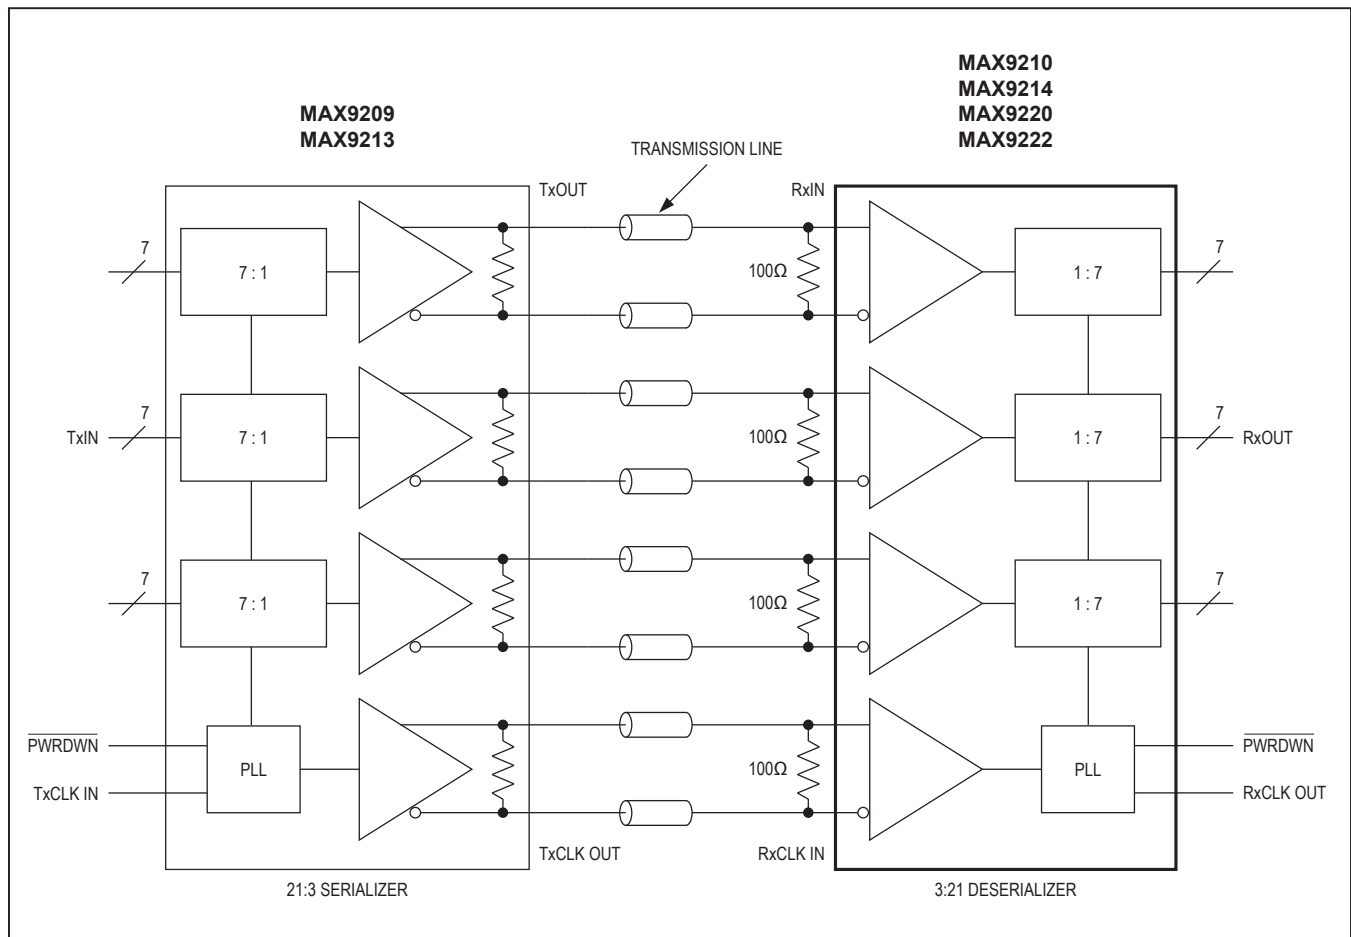 MAX9210
MAX9214
MAX9220
MAX9222
MAX9209
MAX9213
TRANSMISSION LINE
TxOUT
RxIN
7
7 : 1
100Ω
1 : 7
7
TxIN
7
7 : 1
100Ω
1 : 7
7
RxOUT
7
7 : 1
100Ω
1 : 7
7
PWRDWN
PLL
TxCLK IN
100Ω
PLL
PWRDWN
RxCLK OUT
TxCLK OUT
RxCLK IN
21:3 SERIALIZER
3:21 DESERIALIZER